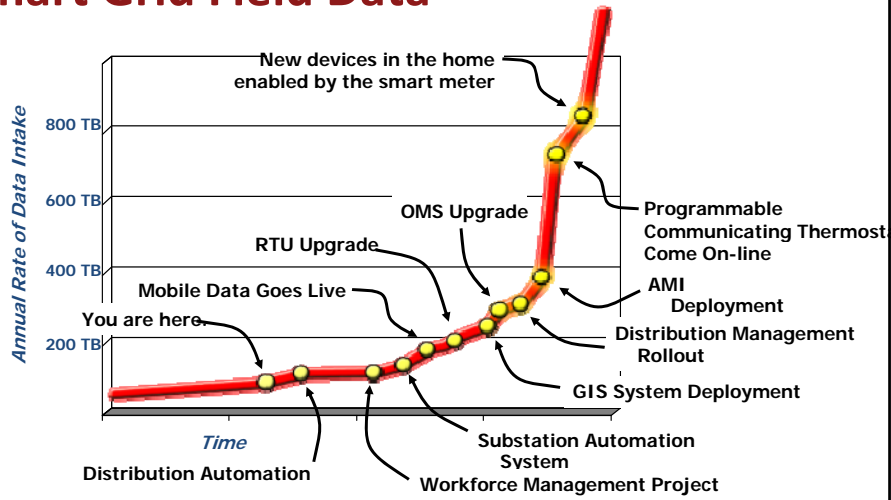 mart Grid Field Data
New devices in the home
enabled by the smart meter
Annual Rate of Data Intake
800 TB
600 TB
400 TB
200 TB
OMS Upgrade
Programmable
Communicating Thermosta
Come On-line
RTU Upgrade
Mobile Data Goes Live
AMI
Deployment
You are here
Distribution Management
Rollout
GIS System Deployment
Time
Substation Automation
System
Distribution Automation
Workforce Management Project